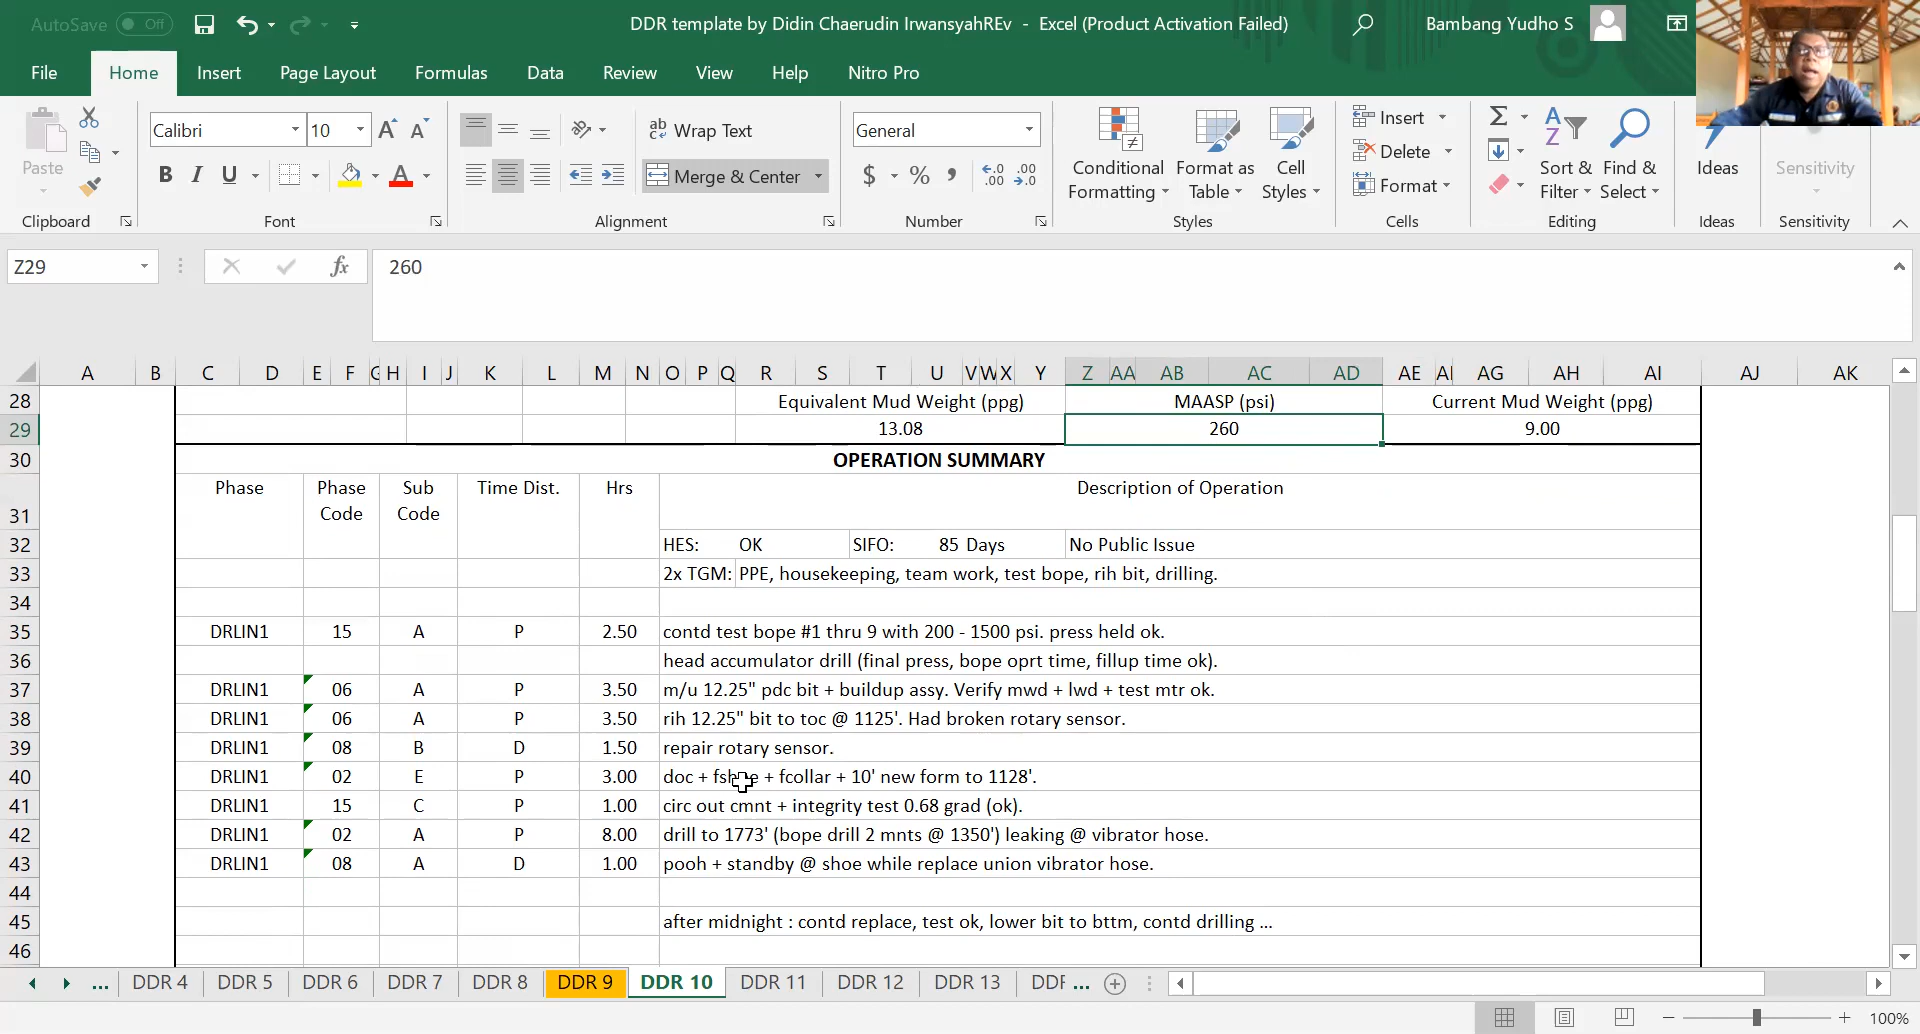 AutoSave Off
DDR template by Didin Chaerudin IrwansyahREv - Excel (Product Activation Failed)
Bambang Yudho S
File Home Insert Page Layout Formulas Data Review View Help Nitro Pro
Paste
Clipboard
Calibri 10
B I U
Font
ab Wrap Text
Merge & Center
Alignment
General
$ % ,
Number
Conditional Formatting
Format as Table
Cell Styles
Styles
Insert
Delete
Format
Cells
Sort & Filter
Find & Select
Editing
Ideas
Ideas
Sensitivity
Sensitivity
Z29 fx 260
A B C D E F G H I J K L M N O P Q R S T U V W X Y Z AA AB AC AD AE AF AG AH AI AJ AK
28 Equivalent Mud Weight (ppg) MAASP (psi) Current Mud Weight (ppg)
29 13.08 260 9.00
30 OPERATION SUMMARY
31 Phase Phase Code Sub Code Time Dist. Hrs Description of Operation
32 HES: OK SIFO: 85 Days No Public Issue
33 2x TGM: PPE, housekeeping, team work, test bope, rih bit, drilling.
34
35 DRLIN1 15 A P 2.50 contd test bope #1 thru 9 with 200 - 1500 psi. press held ok.
36 head accumulator drill (final press, bope oprt time, fillup time ok).
37 DRLIN1 06 A P 3.50 m/u 12.25" pdc bit + buildup assy. Verify mwd + lwd + test mtr ok.
38 DRLIN1 06 A P 3.50 rih 12.25" bit to toc @ 1125'. Had broken rotary sensor.
39 DRLIN1 08 B D 1.50 repair rotary sensor.
40 DRLIN1 02 E P 3.00 doc + fshoe + fcollar + 10' new form to 1128'.
41 DRLIN1 15 C P 1.00 circ out cmnt + integrity test 0.68 grad (ok).
42 DRLIN1 02 A P 8.00 drill to 1773' (bope drill 2 mnts @ 1350') leaking @ vibrator hose.
43 DRLIN1 08 A D 1.00 pooh + standby @ shoe while replace union vibrator hose.
44
45 after midnight : contd replace, test ok, lower bit to bttm, contd drilling ...
46
... DDR 4 DDR 5 DDR 6 DDR 7 DDR 8 DDR 9 DDR 10 DDR 11 DDR 12 DDR 13 DDF ...
100%